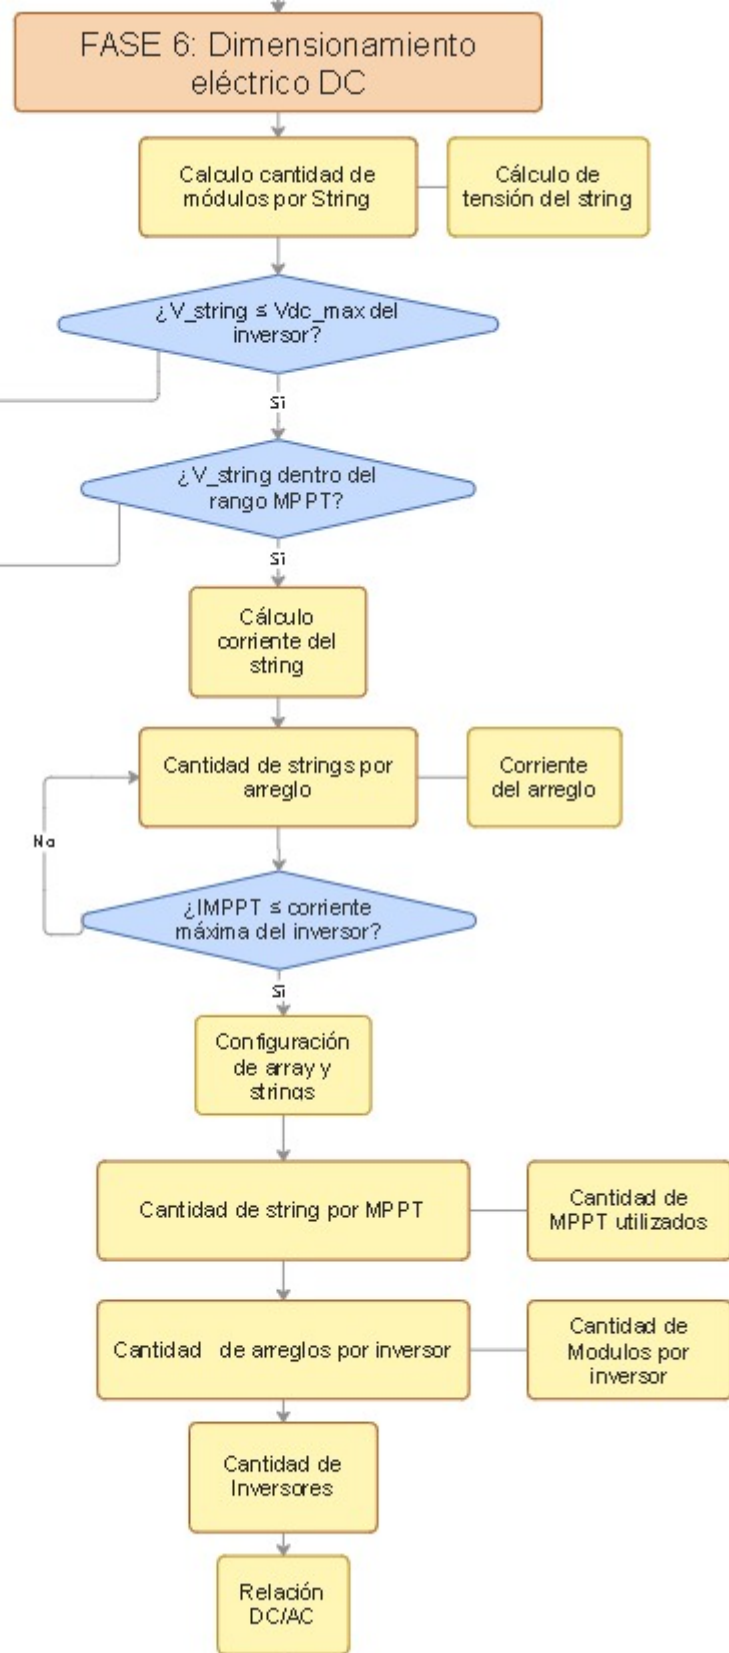 FASE 6: Dimensionamiento
eléctrico DC
Calculo cantidad de
módulos por String
Cálculo de
tensión del string
¿V_string ≤ Vdc_max del
inversor?
Sí
¿V_string dentro del
rango MPPT?
Sí
Cálculo
corriente del
string
Cantidad de strings por
arreglo
Corriente
del arreglo
No
¿IMPPT ≤ corriente
máxima del inversor?
Sí
Configuración
de array y
strings
Cantidad de string por MPPT
Cantidad de
MPPT utilizados
Cantidad de arreglos por inversor
Cantidad de
Modulos por
inversor
Cantidad de
Inversores
Relación
DC/AC